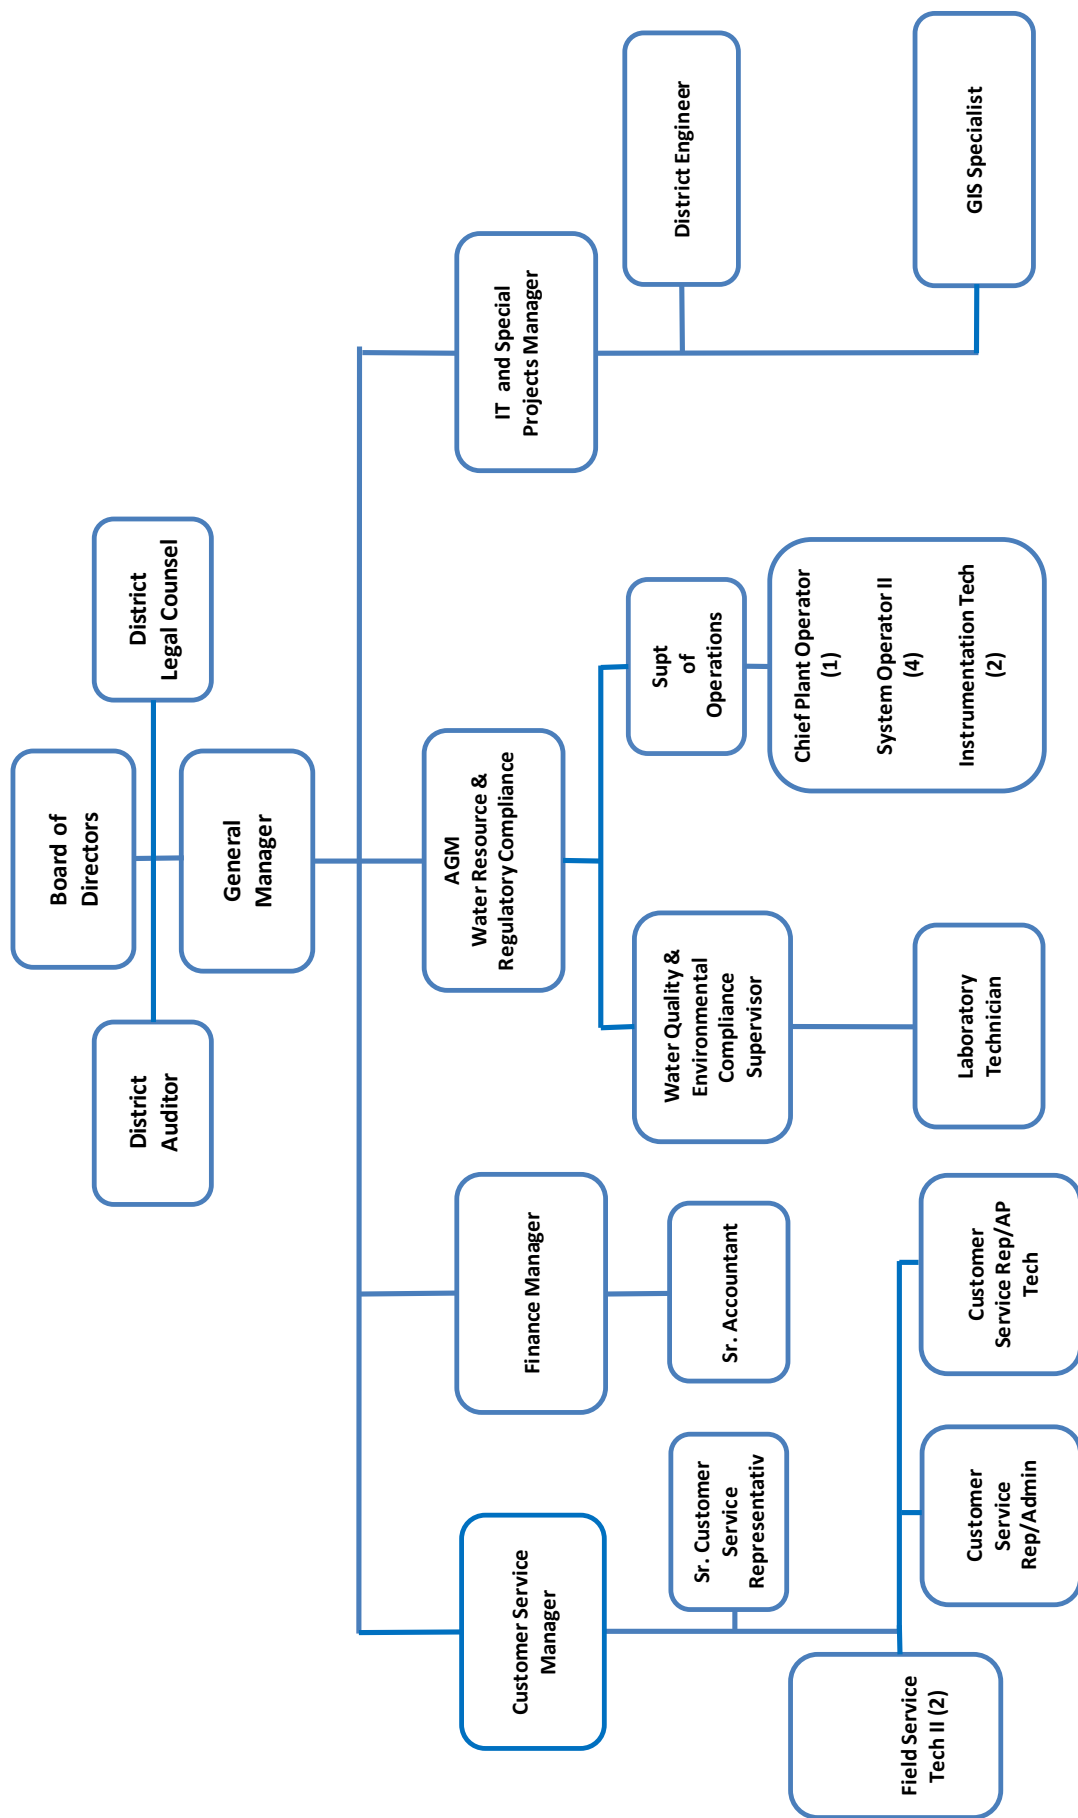 Board of
Directors
District
Auditor
District
Legal Counsel
General
Manager
Customer Service
Manager
Finance Manager
AGM
Water Resource &
Regulatory Compliance
IT and Special
Projects Manager
Sr. Customer
Service
Representativ
Sr. Accountant
Water Quality &
Environmental
Compliance
Supervisor
Supt
of
Operations
District Engineer
Field Service
Tech II (2)
Customer
Service
Rep/Admin
Customer
Service Rep/AP
Tech
Laboratory
Technician
Chief Plant Operator
(1)
System Operator II
(4)
Instrumentation Tech
(2)
GIS Specialist